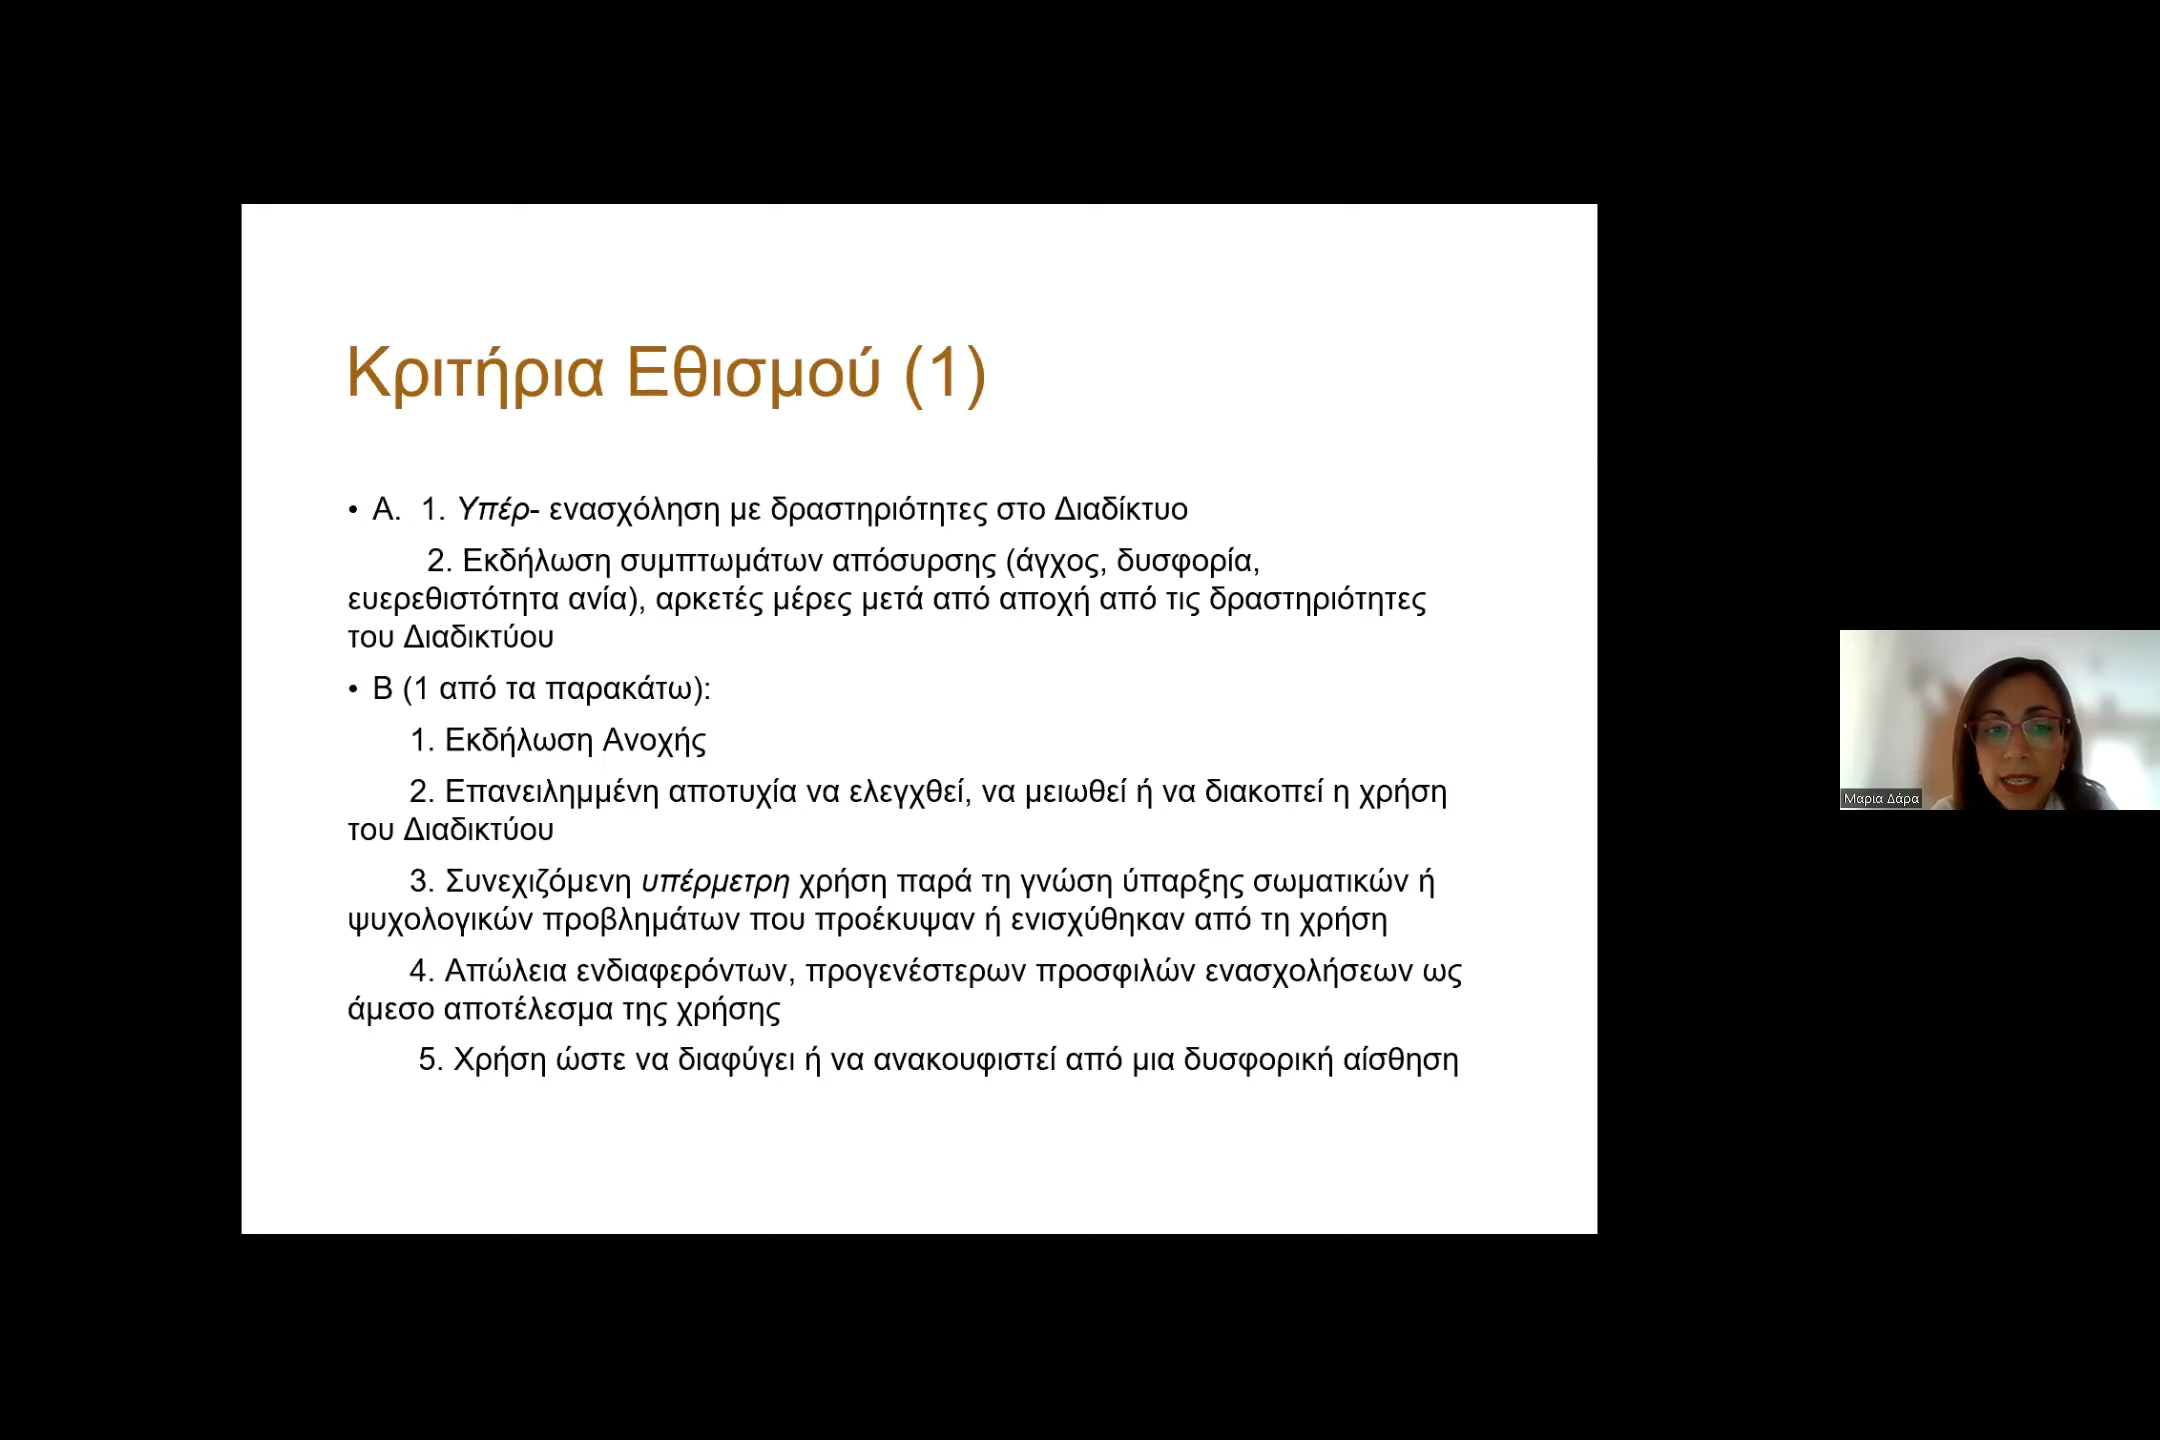 Κριτήρια Εθισμού (1)
• Α. 1. Υπέρ- ενασχόληση με δραστηριότητες στο Διαδίκτυο
2. Εκδήλωση συμπτωμάτων απόσυρσης (άγχος, δυσφορία,
ευερεθιστότητα ανία), αρκετές μέρες μετά από αποχή από τις δραστηριότητες
του Διαδικτύου
• Β (1 από τα παρακάτω):
1. Εκδήλωση Ανοχής
2. Επανειλημμένη αποτυχία να ελεγχθεί, να μειωθεί ή να διακοπεί η χρήση
του Διαδικτύου
3. Συνεχιζόμενη υπέρμετρη χρήση παρά τη γνώση ύπαρξης σωματικών ή
ψυχολογικών προβλημάτων που προέκυψαν ή ενισχύθηκαν από τη χρήση
4. Απώλεια ενδιαφερόντων, προγενέστερων προσφιλών ενασχολήσεων ως
άμεσο αποτέλεσμα της χρήσης
5. Χρήση ώστε να διαφύγει ή να ανακουφιστεί από μια δυσφορική αίσθηση
Μαρια Δάρα